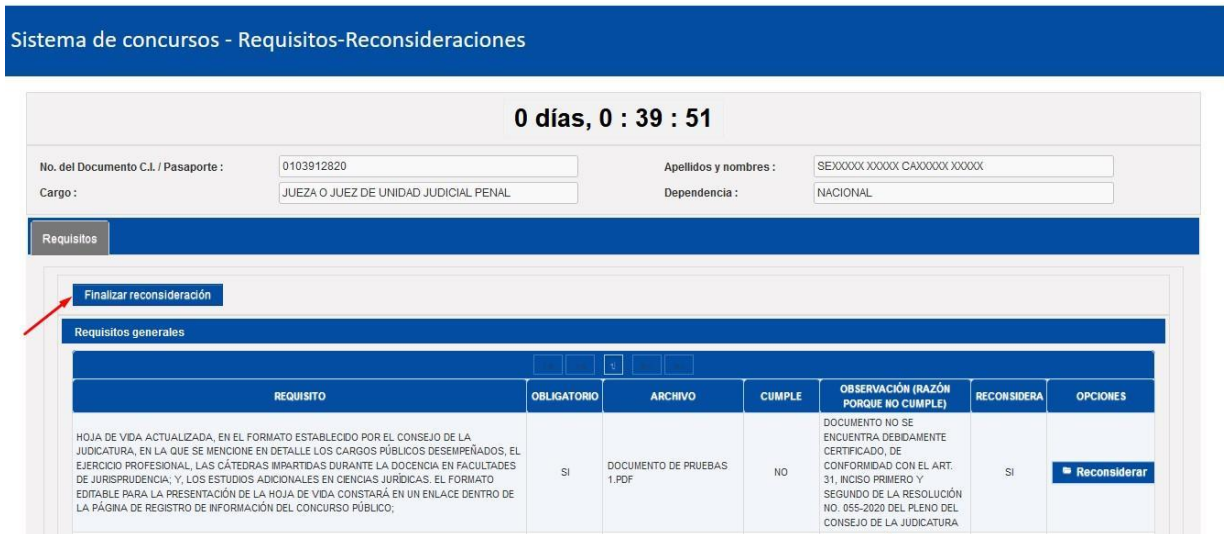 Sistema de concursos - Requisitos-Reconsideraciones
0 días, 0 : 39 : 51
No. del Documento C.I. / Pasaporte :
0103912820
Apellidos y nombres :
SEXXXXX XXXXX CAXXXXX XXXXX
Cargo :
JUEZA O JUEZ DE UNIDAD JUDICIAL PENAL
Dependencia :
NACIONAL
Requisitos
Finalizar reconsideración
Requisitos generales
REQUISITO
OBLIGATORIO
ARCHIVO
CUMPLE
OBSERVACIÓN (RAZÓN
PORQUE NO CUMPLE)
RECONSIDERA
OPCIONES
HOJA DE VIDA ACTUALIZADA, EN EL FORMATO ESTABLECIDO POR EL CONSEJO DE LA
JUDICATURA, EN LA QUE SE MENCIONE EN DETALLE LOS CARGOS PÚBLICOS DESEMPEÑADOS, EL
EJERCICIO PROFESIONAL, LAS CÁTEDRAS IMPARTIDAS DURANTE LA DOCENCIA EN FACULTADES
DE JURISPRUDENCIA; Y, LOS ESTUDIOS ADICIONALES EN CIENCIAS JURÍDICAS. EL FORMATO
EDITABLE PARA LA PRESENTACIÓN DE LA HOJA DE VIDA CONSTARÁ EN UN ENLACE DENTRO DE
LA PÁGINA DE REGISTRO DE INFORMACIÓN DEL CONCURSO PÚBLICO;
SI
DOCUMENTO DE PRUEBAS
1.PDF
NO
DOCUMENTO NO SE
ENCUENTRA DEBIDAMENTE
CERTIFICADO, DE
CONFORMIDAD CON EL ART.
31, INCISO PRIMERO Y
SEGUNDO DE LA RESOLUCIÓN
NO. 055-2020 DEL PLENO DEL
CONSEJO DE LA JUDICATURA
SI
Reconsiderar